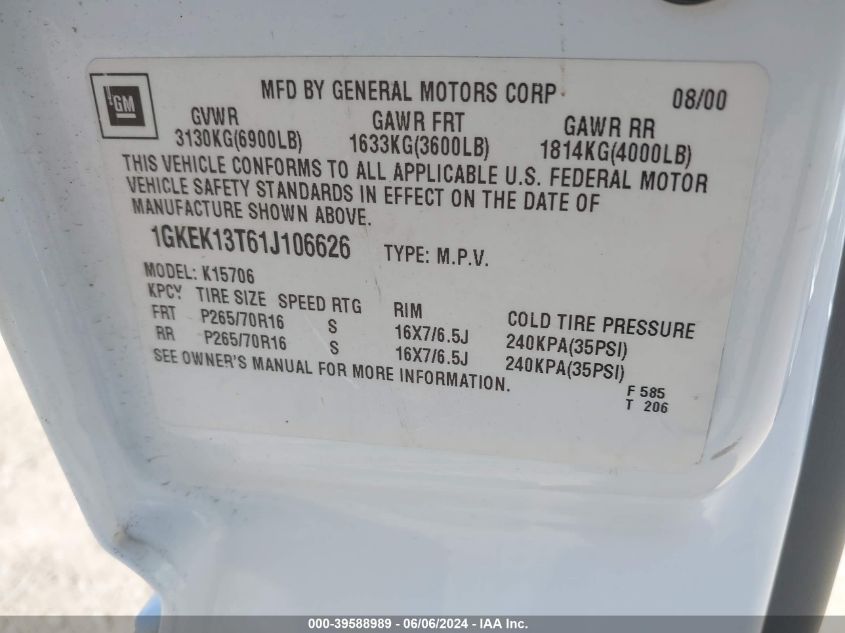 GM
MFD BY GENERAL MOTORS CORP 08/00
GVWR GAWR FRT GAWR RR
3130KG(6900LB) 1633KG(3600LB) 1814KG(4000LB)
THIS VEHICLE CONFORMS TO ALL APPLICABLE U.S. FEDERAL MOTOR
VEHICLE SAFETY STANDARDS IN EFFECT ON THE DATE OF
MANUFACTURE SHOWN ABOVE.
1GKEK13T61J106626 TYPE: M.P.V.
MODEL: K15706
KPCY TIRE SIZE SPEED RTG RIM COLD TIRE PRESSURE
FRT P265/70R16 S 16X7/6.5J 240KPA(35PSI)
RR P265/70R16 S 16X7/6.5J 240KPA(35PSI)
SEE OWNER'S MANUAL FOR MORE INFORMATION.
F 585
T 206
000-39588989 - 06/06/2024 - IAA Inc.